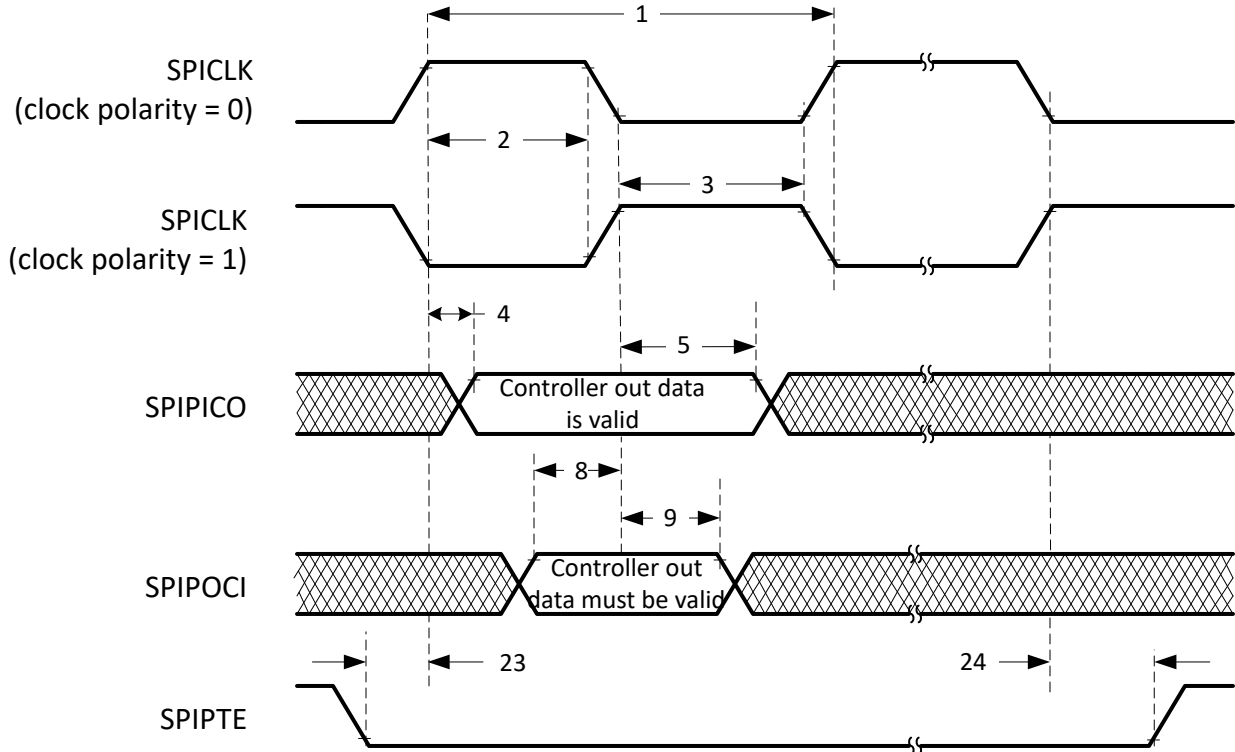 1
SPICLK
(clock polarity = 0)
2
3
SPICLK
(clock polarity = 1)
4
5
SPIPICO
Controller out data
is valid
8
9
SPIPOCI
Controller out
data must be valid
23
24
SPIPTE